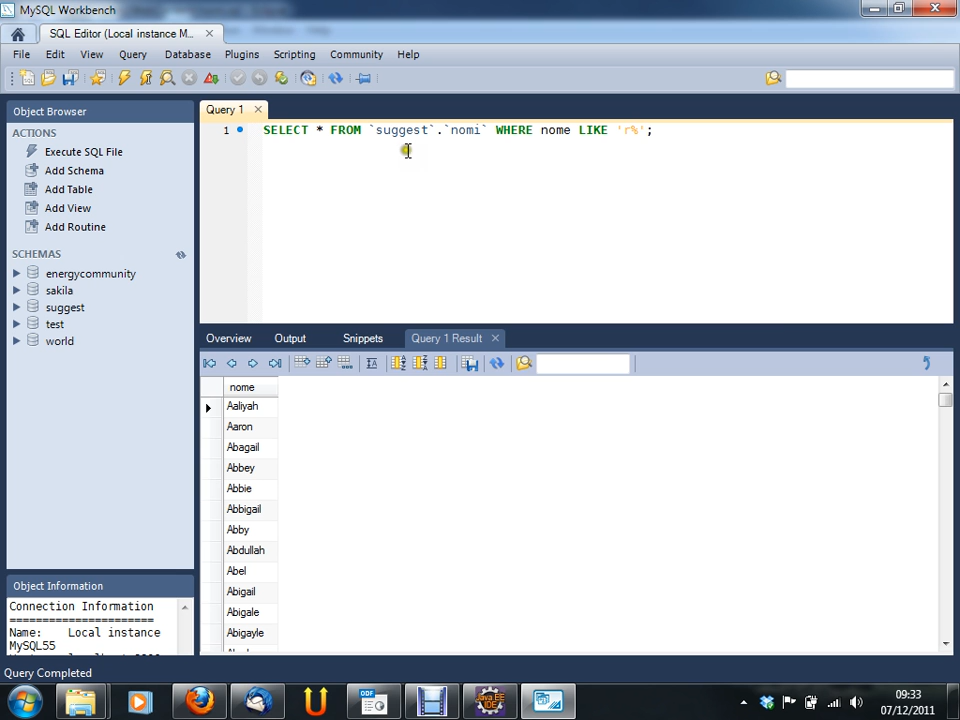 MySQL Workbench
SQL Editor (Local instance M...
File Edit View Query Database Plugins Scripting Community Help
Object Browser
ACTIONS
Execute SQL File
Add Schema
Add Table
Add View
Add Routine
SCHEMAS
energycommunity
sakila
suggest
test
world
Object Information
Connection Information
Name: Local instance
MySQL55
Query 1
1 SELECT * FROM `suggest`.`nomi` WHERE nome LIKE 'r%';
Overview Output Snippets Query 1 Result
nome
Aaliyah
Aaron
Abagail
Abbey
Abbie
Abbigail
Abby
Abdullah
Abel
Abigail
Abigale
Abigayle
Query Completed
ODF
Java EE
IDE
09:33
07/12/2011